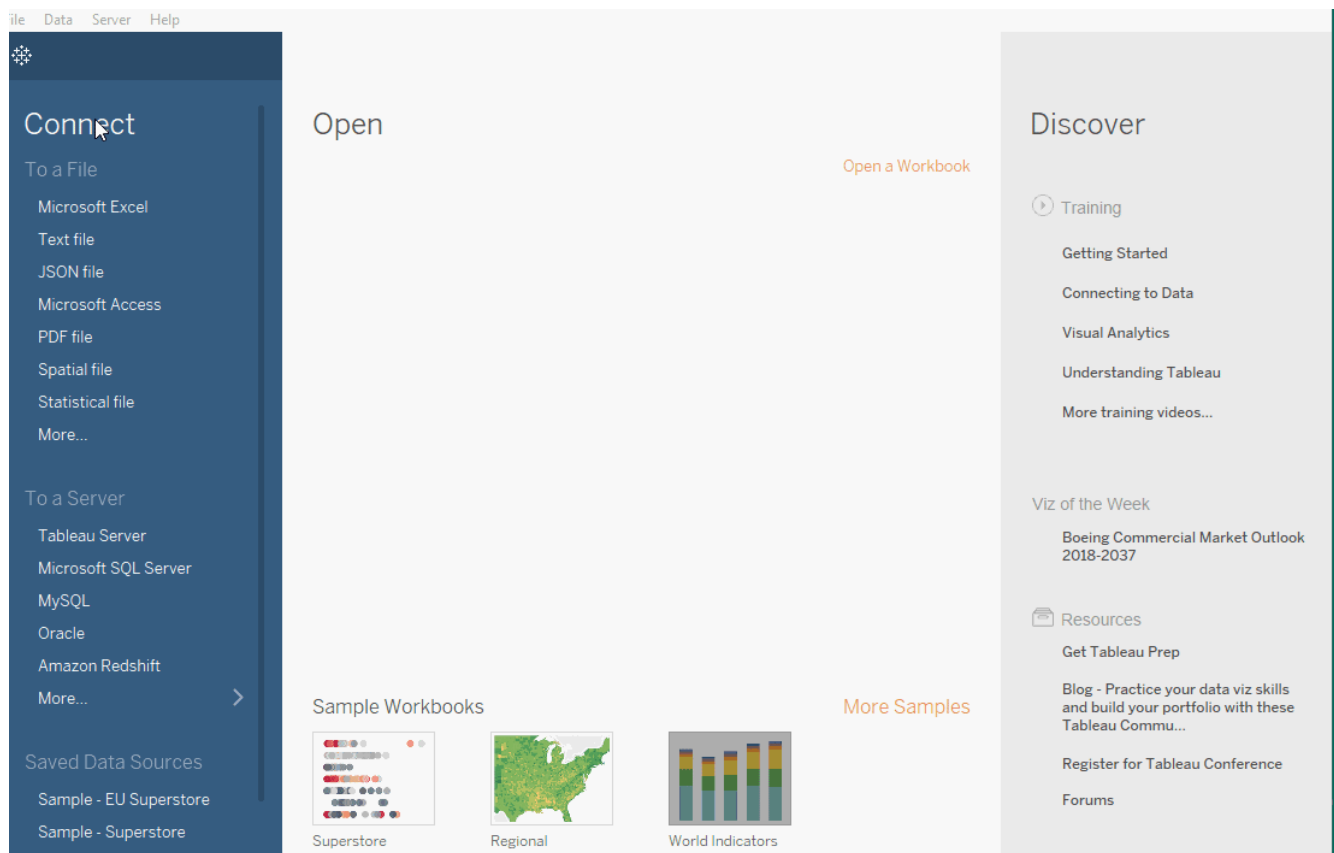 ile Data Server Help
Connect
To a File
Microsoft Excel
Text file
JSON file
Microsoft Access
PDF file
Spatial file
Statistical file
More...
To a Server
Tableau Server
Microsoft SQL Server
MySQL
Oracle
Amazon Redshift
More...
Saved Data Sources
Sample - EU Superstore
Sample - Superstore
Open
Open a Workbook
Sample Workbooks
More Samples
Superstore
Regional
World Indicators
Discover
Training
Getting Started
Connecting to Data
Visual Analytics
Understanding Tableau
More training videos...
Viz of the Week
Boeing Commercial Market Outlook
2018-2037
Resources
Get Tableau Prep
Blog - Practice your data viz skills
and build your portfolio with these
Tableau Commu...
Register for Tableau Conference
Forums